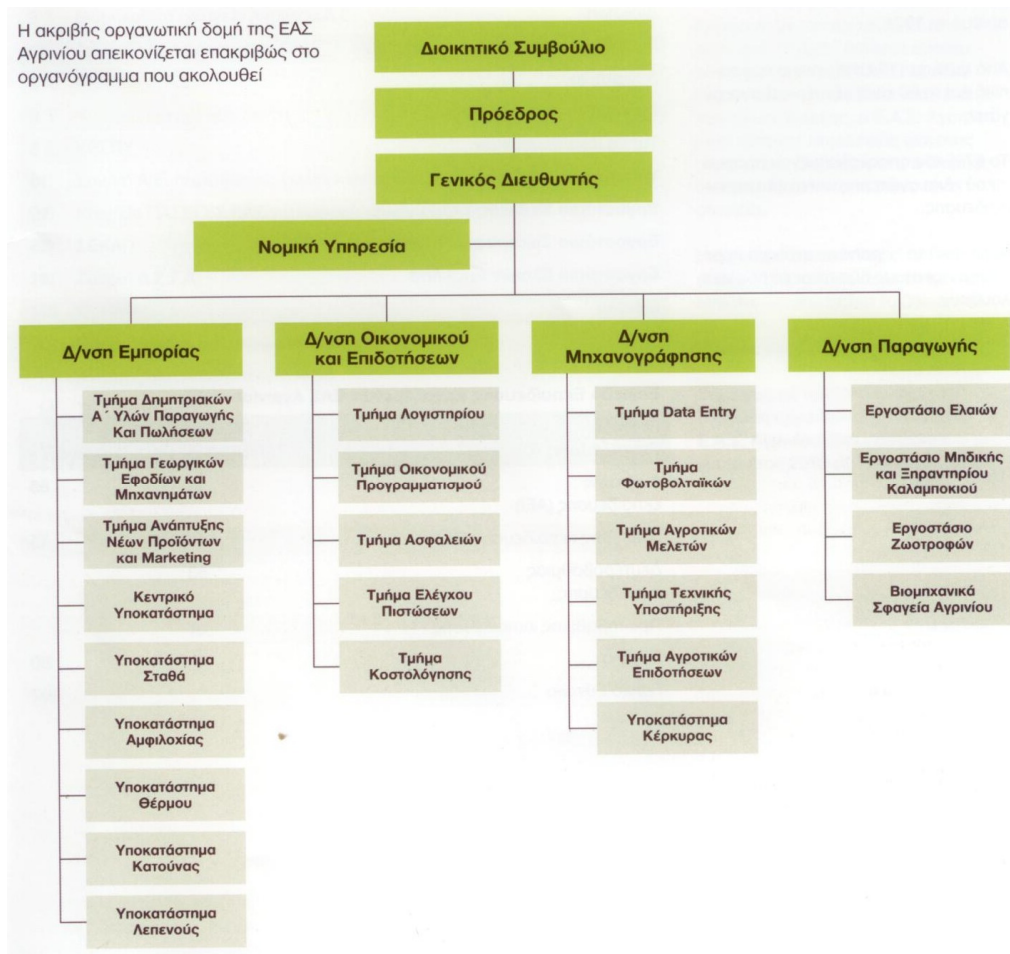 Η ακριβής οργανωτική δομή της ΕΑΣ
Αγρινίου απεικονίζεται επακριβώς στο
οργανόγραμμα που ακολουθεί
Διοικητικό Συμβούλιο
Πρόεδρος
Γενικός Διευθυντής
Νομική Υπηρεσία
Δ/νση Εμπορίας
Τμήμα Δημητριακών
Α΄ Υλών Παραγωγής
Και Πωλήσεων
Τμήμα Γεωργικών
Εφοδίων και
Μηχανημάτων
Τμήμα Ανάπτυξης
Νέων Προϊόντων
και Marketing
Κεντρικό
Υποκατάστημα
Υποκατάστημα
Σταθά
Υποκατάστημα
Αμφιλοχίας
Υποκατάστημα
Θέρμου
Υποκατάστημα
Κατούνας
Υποκατάστημα
Λεπενούς
Δ/νση Οικονομικού
και Επιδοτήσεων
Τμήμα Λογιστηρίου
Τμήμα Οικονομικού
Προγραμματισμού
Τμήμα Ασφαλειών
Τμήμα Ελέγχου
Πιστώσεων
Τμήμα
Κοστολόγησης
Δ/νση
Μηχανογράφησης
Τμήμα Data Entry
Τμήμα
Φωτοβολταϊκών
Τμήμα Αγροτικών
Μελετών
Τμήμα Τεχνικής
Υποστήριξης
Τμήμα Αγροτικών
Επιδοτήσεων
Υποκατάστημα
Κέρκυρας
Δ/νση Παραγωγής
Εργοστάσιο Ελαιών
Εργοστάσιο Μηδικής
και Ξηραντηρίου
Καλαμποκιού
Εργοστάσιο
Ζωοτροφών
Βιομηχανικά
Σφαγεία Αγρινίου